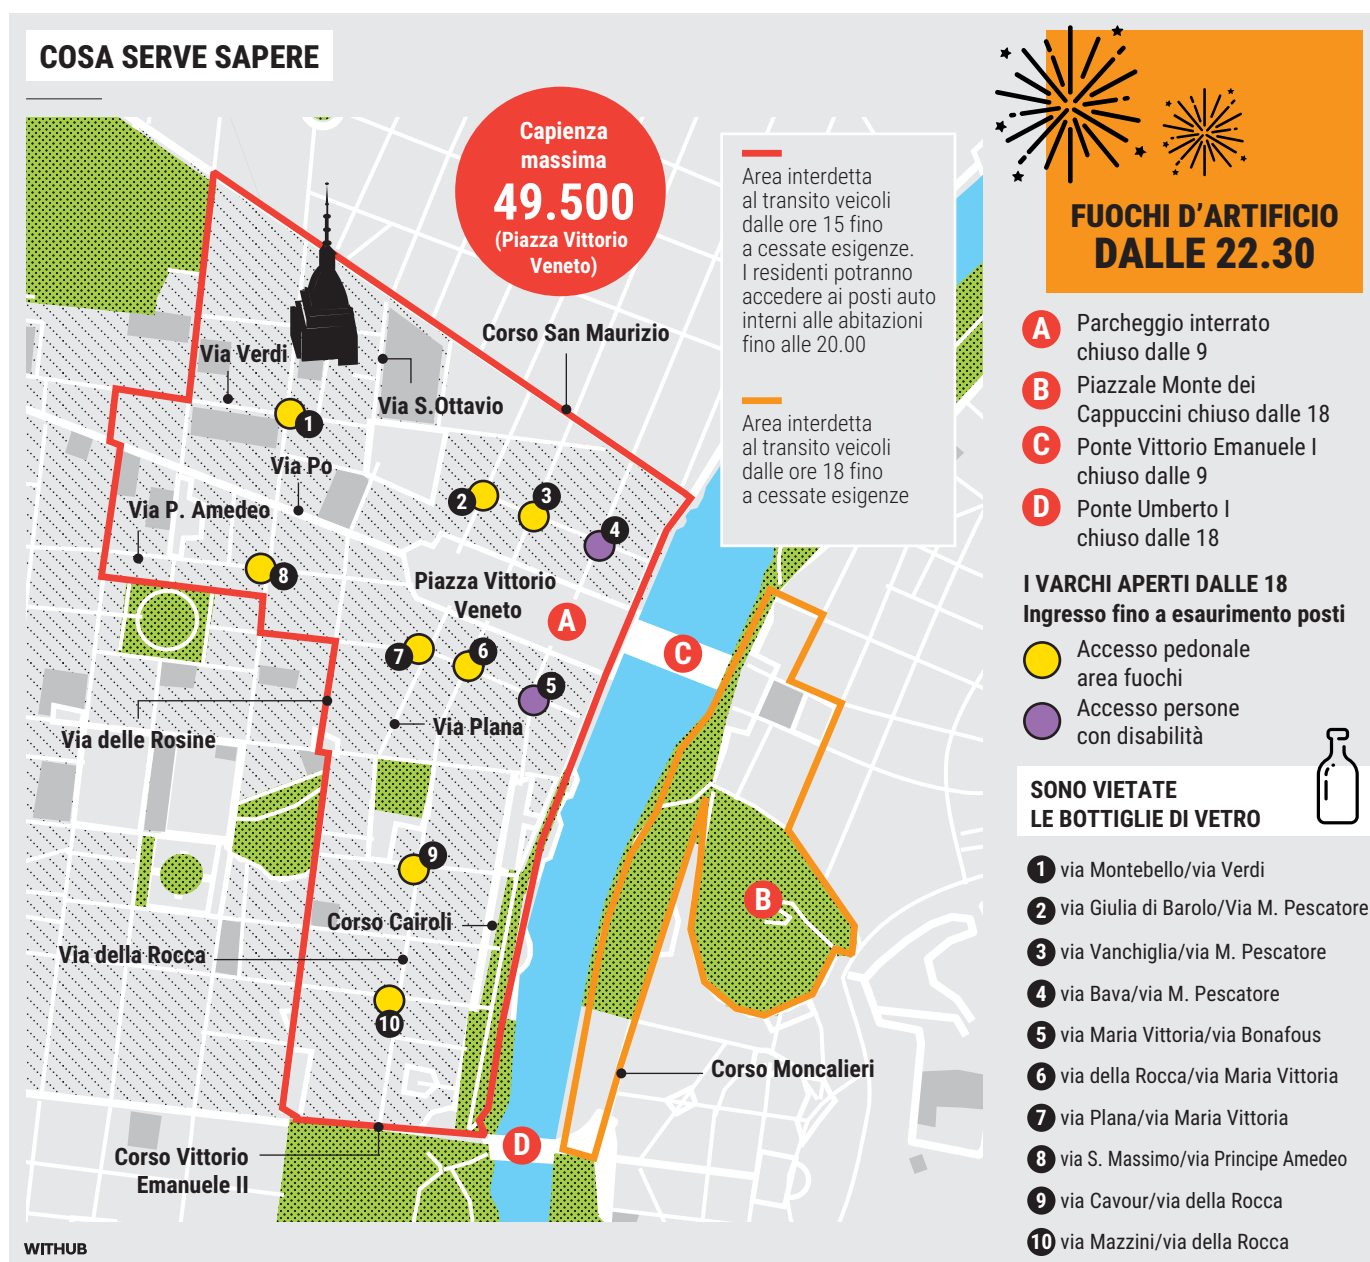 COSA SERVE SAPERE
Capienza
massima
49.500
(Piazza Vittorio
Veneto)
Area interdetta
al transito veicoli
dalle ore 15 fino
a cessate esigenze.
I residenti potranno
accedere ai posti auto
interni alle abitazioni
fino alle 20.00
Area interdetta
al transito veicoli
dalle ore 18 fino
a cessate esigenze
FUOCHI D'ARTIFICIO
DALLE 22.30
A Parcheggio interrato
chiuso dalle 9
B Piazzale Monte dei
Cappuccini chiuso dalle 18
C Ponte Vittorio Emanuele I
chiuso dalle 9
D Ponte Umberto I
chiuso dalle 18
I VARCHI APERTI DALLE 18
Ingresso fino a esaurimento posti
Accesso pedonale
area fuochi
Accesso persone
con disabilità
SONO VIETATE
LE BOTTIGLIE DI VETRO
1 via Montebello/via Verdi
2 via Giulia di Barolo/Via M. Pescatore
3 via Vanchiglia/via M. Pescatore
4 via Bava/via M. Pescatore
5 via Maria Vittoria/via Bonafous
6 via della Rocca/via Maria Vittoria
7 via Plana/via Maria Vittoria
8 via S. Massimo/via Principe Amedeo
9 via Cavour/via della Rocca
10 via Mazzini/via della Rocca
Corso San Maurizio
Via Verdi
Via S.Ottavio
1
Via Po
2
3
4
Via P. Amedeo
8
Piazza Vittorio
Veneto
A
C
7
6
5
Via Plana
Via delle Rosine
9
B
Corso Cairoli
Via della Rocca
10
Corso Moncalieri
D
Corso Vittorio
Emanuele II
WITHUB